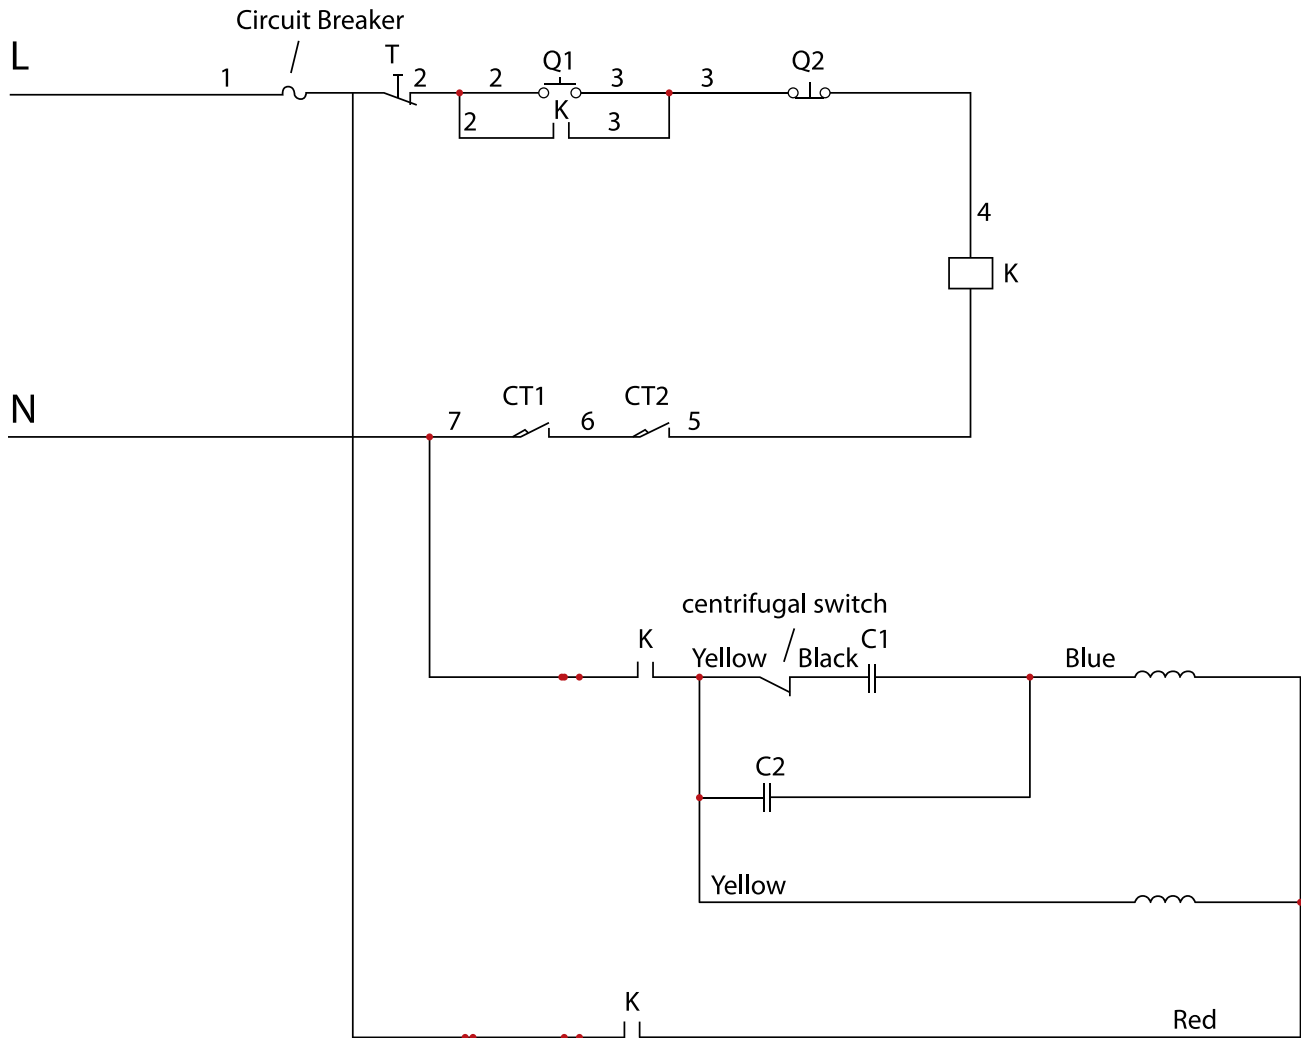 Circuit Breaker
L 1 T 2 2 Q1 3 3 Q2
2 K 3
4
K
N 7 CT1 6 CT2 5
centrifugal switch
K Yellow Black C1 Blue
C2
Yellow
K Red